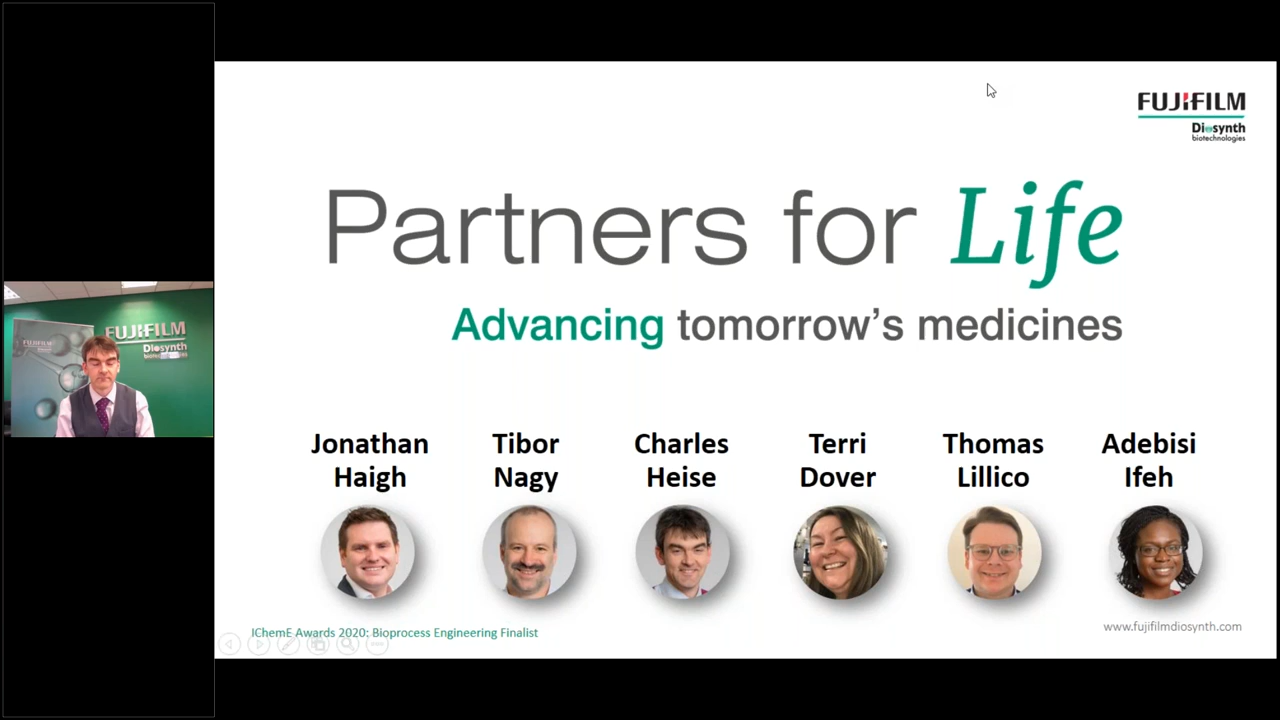 FUJIFILM
Diosynth
biotechnologies
Partners for Life
Advancing tomorrow's medicines
FUJIFILM
Diosynth
biotechnologies
FUJIFILM
Jonathan Haigh
Tibor Nagy
Charles Heise
Terri Dover
Thomas Lillico
Adebisi Ifeh
IChemE Awards 2020: Bioprocess Engineering Finalist
www.fujifilmdiosynth.com